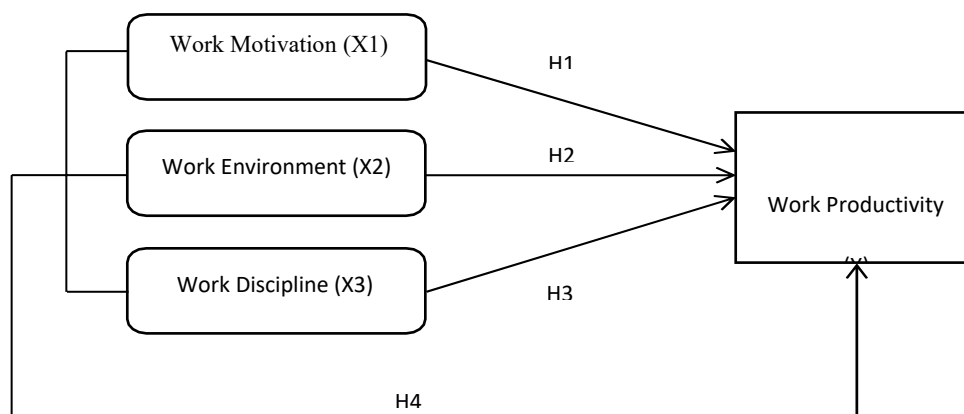 Work Motivation (X1)
H1
Work Environment (X2)
H2
Work Productivity
(Y)
Work Discipline (X3)
H3
H4